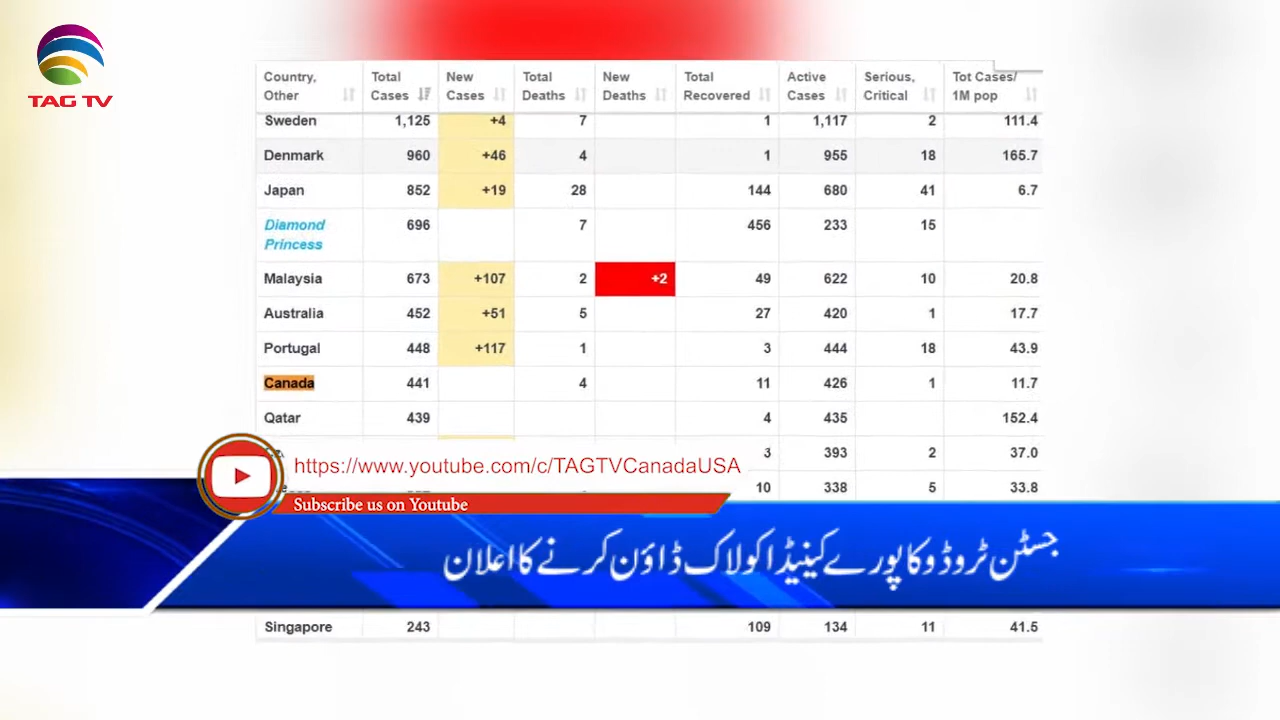 TAG TV
Country, Other Total Cases New Cases Total Deaths New Deaths Total Recovered Active Cases Serious, Critical Tot Cases/ 1M pop
Sweden 1,125 +4 7 1 1,117 2 111.4
Denmark 960 +46 4 1 955 18 165.7
Japan 852 +19 28 144 680 41 6.7
Diamond Princess 696 7 456 233 15
Malaysia 673 +107 2 +2 49 622 10 20.8
Australia 452 +51 5 27 420 1 17.7
Portugal 448 +117 1 3 444 18 43.9
Canada 441 4 11 426 1 11.7
Qatar 439 4 435 152.4
3 393 2 37.0
https://www.youtube.com/c/TAGTVCanadaUSA
10 338 5 33.8
Subscribe us on Youtube
جسٹن ٹروڈو کا پورے کینیڈا کو لاک ڈاؤن کرنے کا اعلان
Singapore 243 109 134 11 41.5